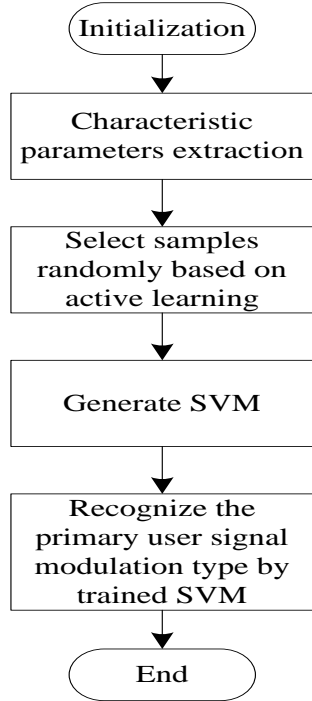 Initialization
Characteristic
parameters extraction
Select samples
randomly based on
active learning
Generate SVM
Recognize the
primary user signal
modulation type by
trained SVM
End